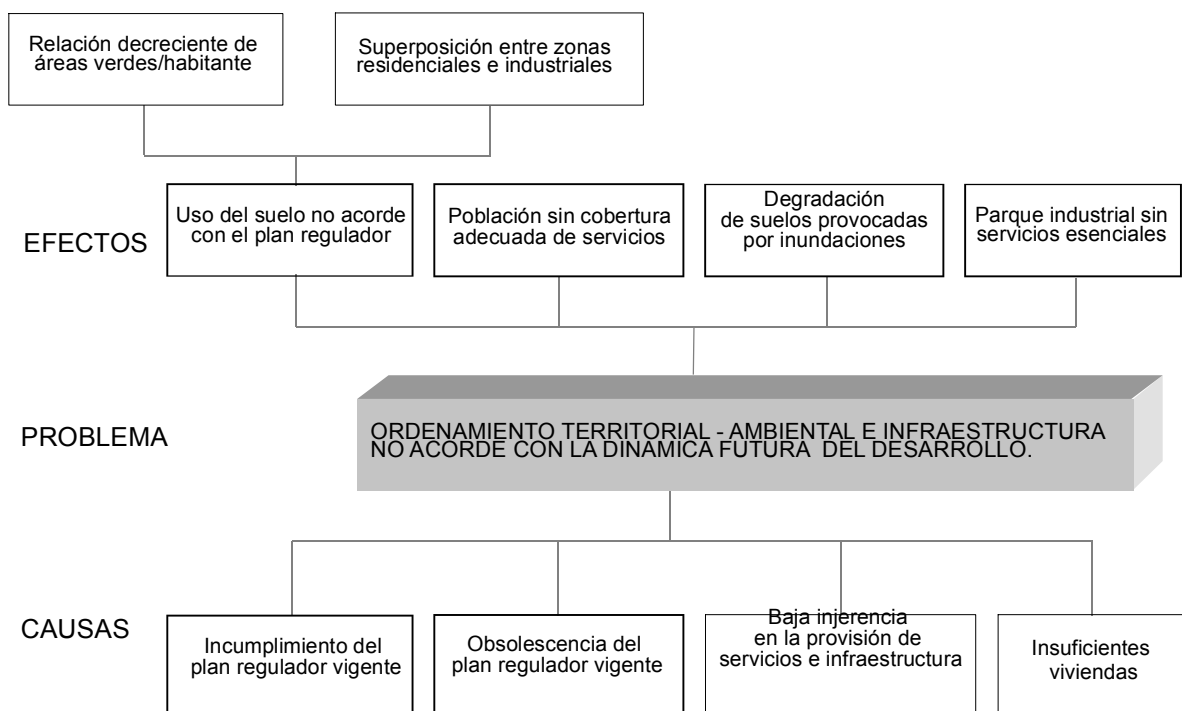 Relación decreciente de
áreas verdes/habitante
Superposición entre zonas
residenciales e industriales
EFECTOS
Uso del suelo no acorde
con el plan regulador
Población sin cobertura
adecuada de servicios
Degradación
de suelos provocadas
por inundaciones
Parque industrial sin
servicios esenciales
PROBLEMA
ORDENAMIENTO TERRITORIAL - AMBIENTAL E INFRAESTRUCTURA
NO ACORDE CON LA DINAMICA FUTURA DEL DESARROLLO.
CAUSAS
Incumplimiento del
plan regulador vigente
Obsolescencia del
plan regulador vigente
Baja injerencia
en la provisión de
servicios e infraestructura
Insuficientes
viviendas